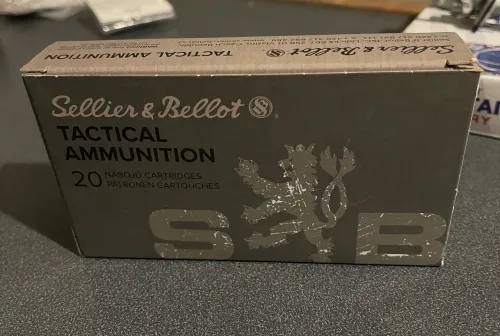 Sellier & Bellot
TACTICAL AMMUNITION
Sellier & Bellot S&B®
TACTICAL
AMMUNITION
20 NÁBOJŮ CARTRIDGES
PATRONEN CARTOUCHES
S B